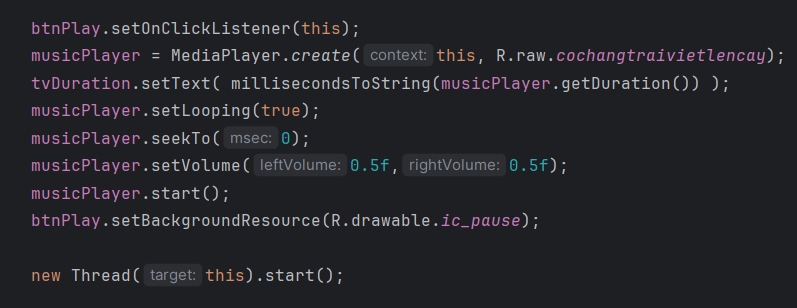 btnPlay.setOnClickListener(this);
musicPlayer = MediaPlayer.create( context: this, R.raw.cochangtraivietlencay);
tvDuration.setText( millisecondsToString(musicPlayer.getDuration()) );
musicPlayer.setLooping(true);
musicPlayer.seekTo( msec: 0);
musicPlayer.setVolume( leftVolume: 0.5f, rightVolume: 0.5f);
musicPlayer.start();
btnPlay.setBackgroundResource(R.drawable.ic_pause);
new Thread( target: this).start();